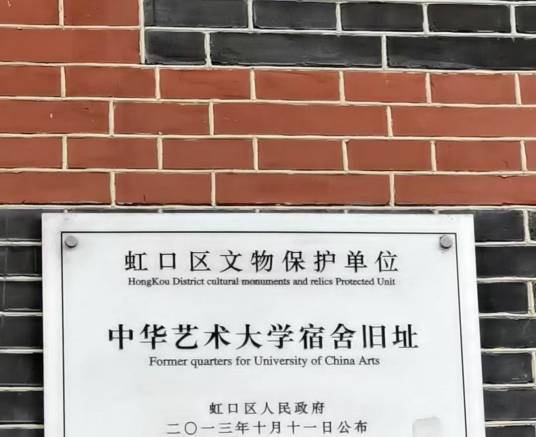 虹口区文物保护单位
HongKou District cultural monuments and relics Protected Unit
中华艺术大学宿舍旧址
Former quarters for University of China Arts
虹口区人民政府
二〇一三年十月十一日公布